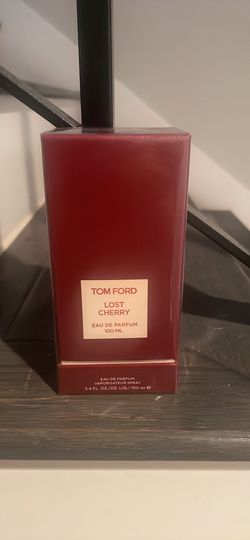 TOM FORD
LOST
CHERRY
EAU DE PARFUM
100 ML
EAU DE PARFUM
VAPORISATEUR SPRAY
3.4 FL. OZ./OZ. LIQ./100 ml ℮